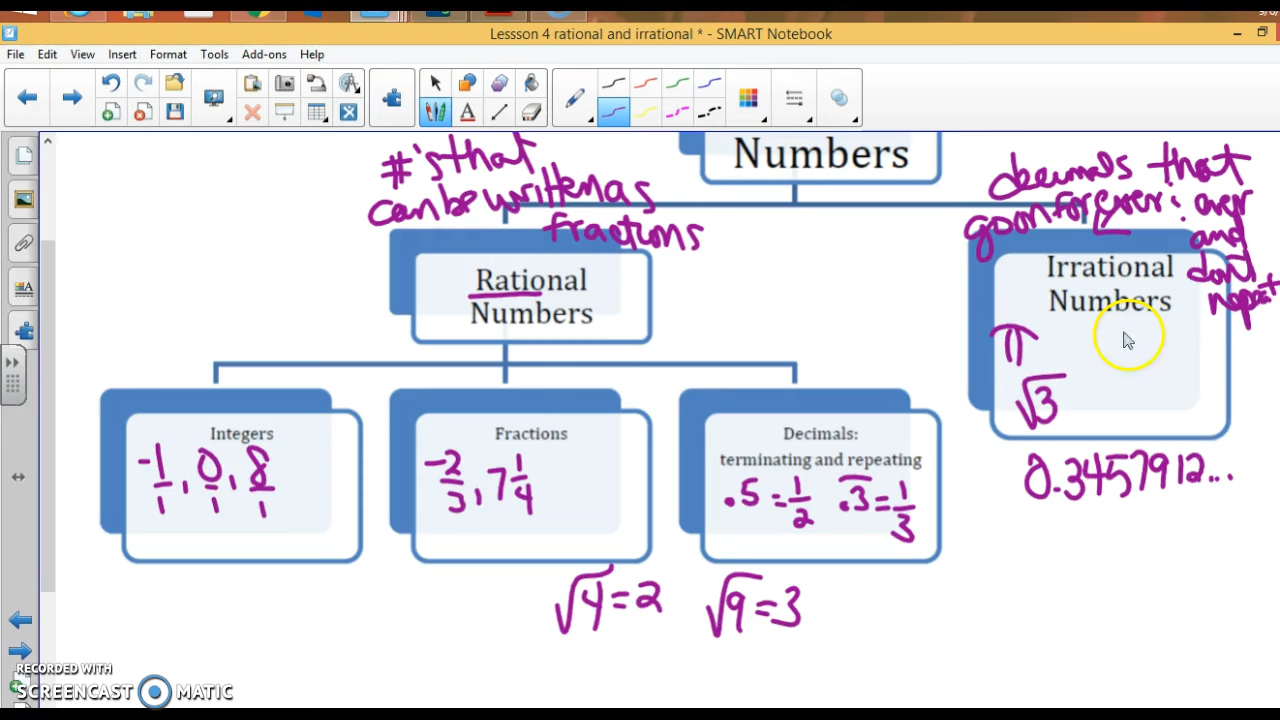 Lessson 4 rational and irrational * - SMART Notebook
File Edit View Insert Format Tools Add-ons Help
Numbers
#'s that
can be written as
fractions
decimals that
go on forever: over
and
don't
repeat
Rational
Numbers
Irrational
Numbers
π
√3
0.3457912...
Integers
-1/1, 0/1, 8/1
Fractions
-2/3, 7 1/4
Decimals:
terminating and repeating
.5 = 1/2 .3̅ = 1/3
√4 = 2 √9 = 3
RECORDED WITH
SCREENCAST MATIC